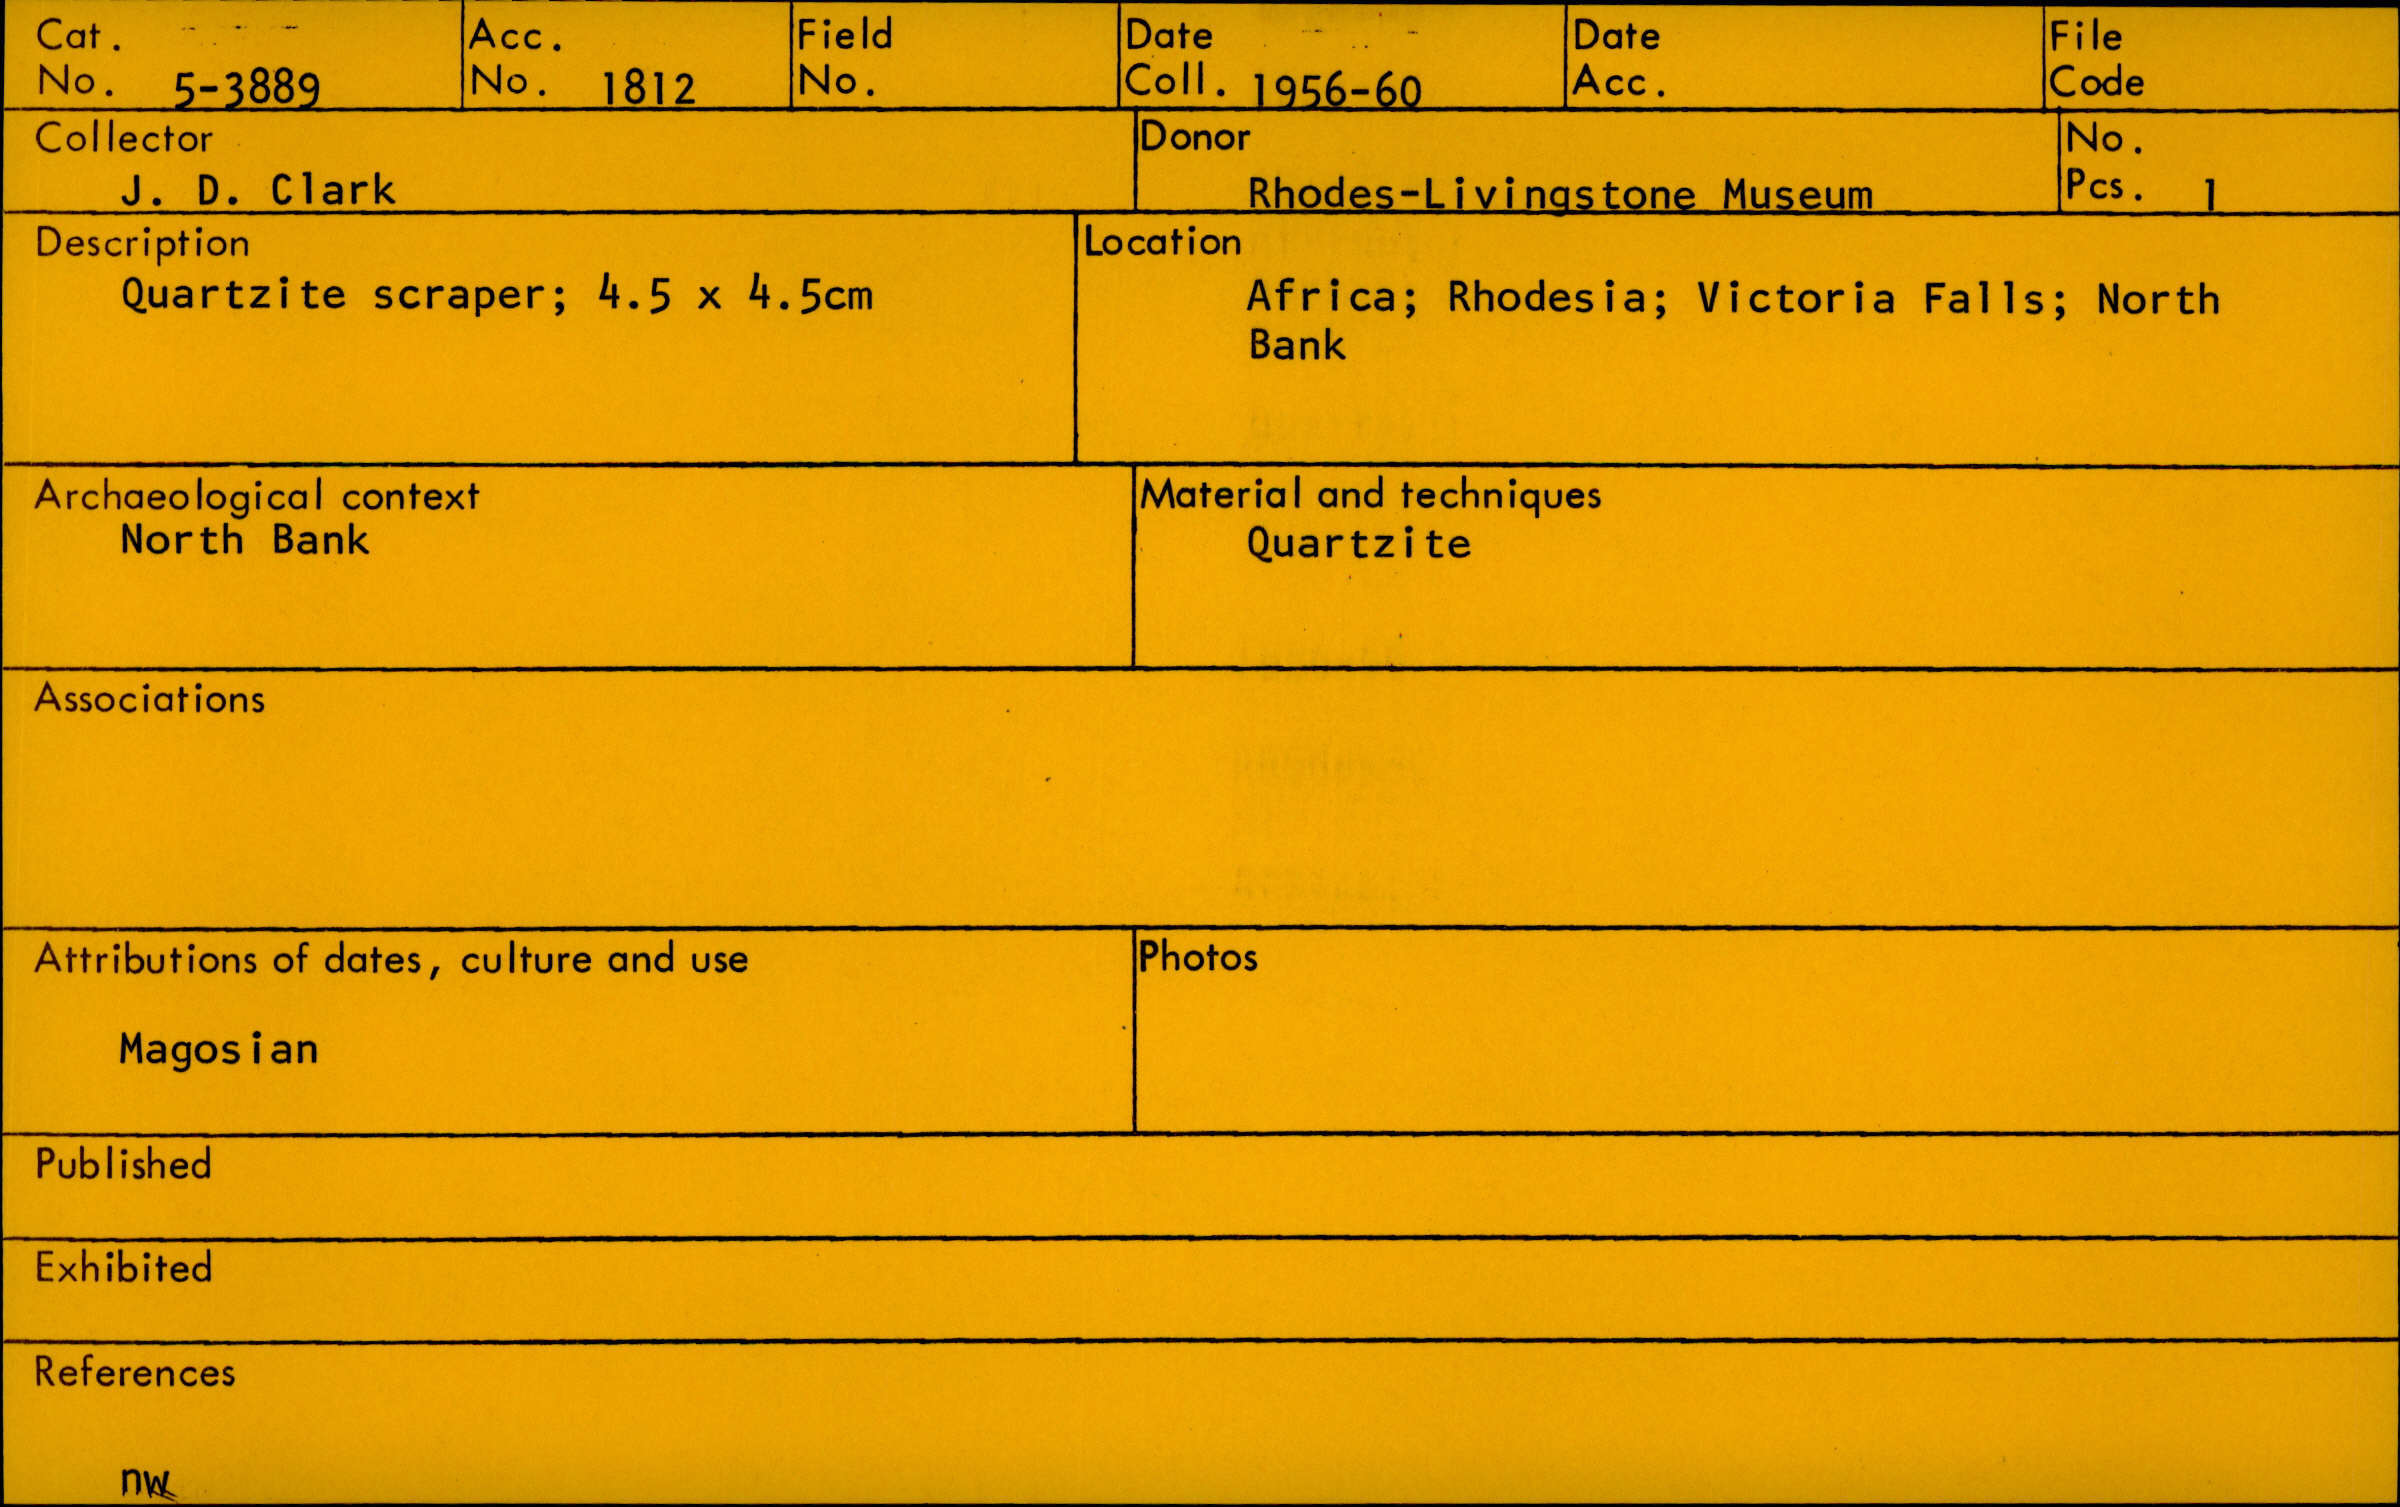 Cat. No. 5-3889
Acc. No. 1812
Field No.
Date Coll. 1956-60
Date Acc.
File Code
Collector
J. D. Clark
Donor
Rhodes-Livingstone Museum
No. Pcs. 1
Description
Quartzite scraper; 4.5 x 4.5cm
Location
Africa; Rhodesia; Victoria Falls; North
Bank
Archaeological context
North Bank
Material and techniques
Quartzite
Associations
Attributions of dates, culture and use
Magosian
Photos
Published
Exhibited
References
nw